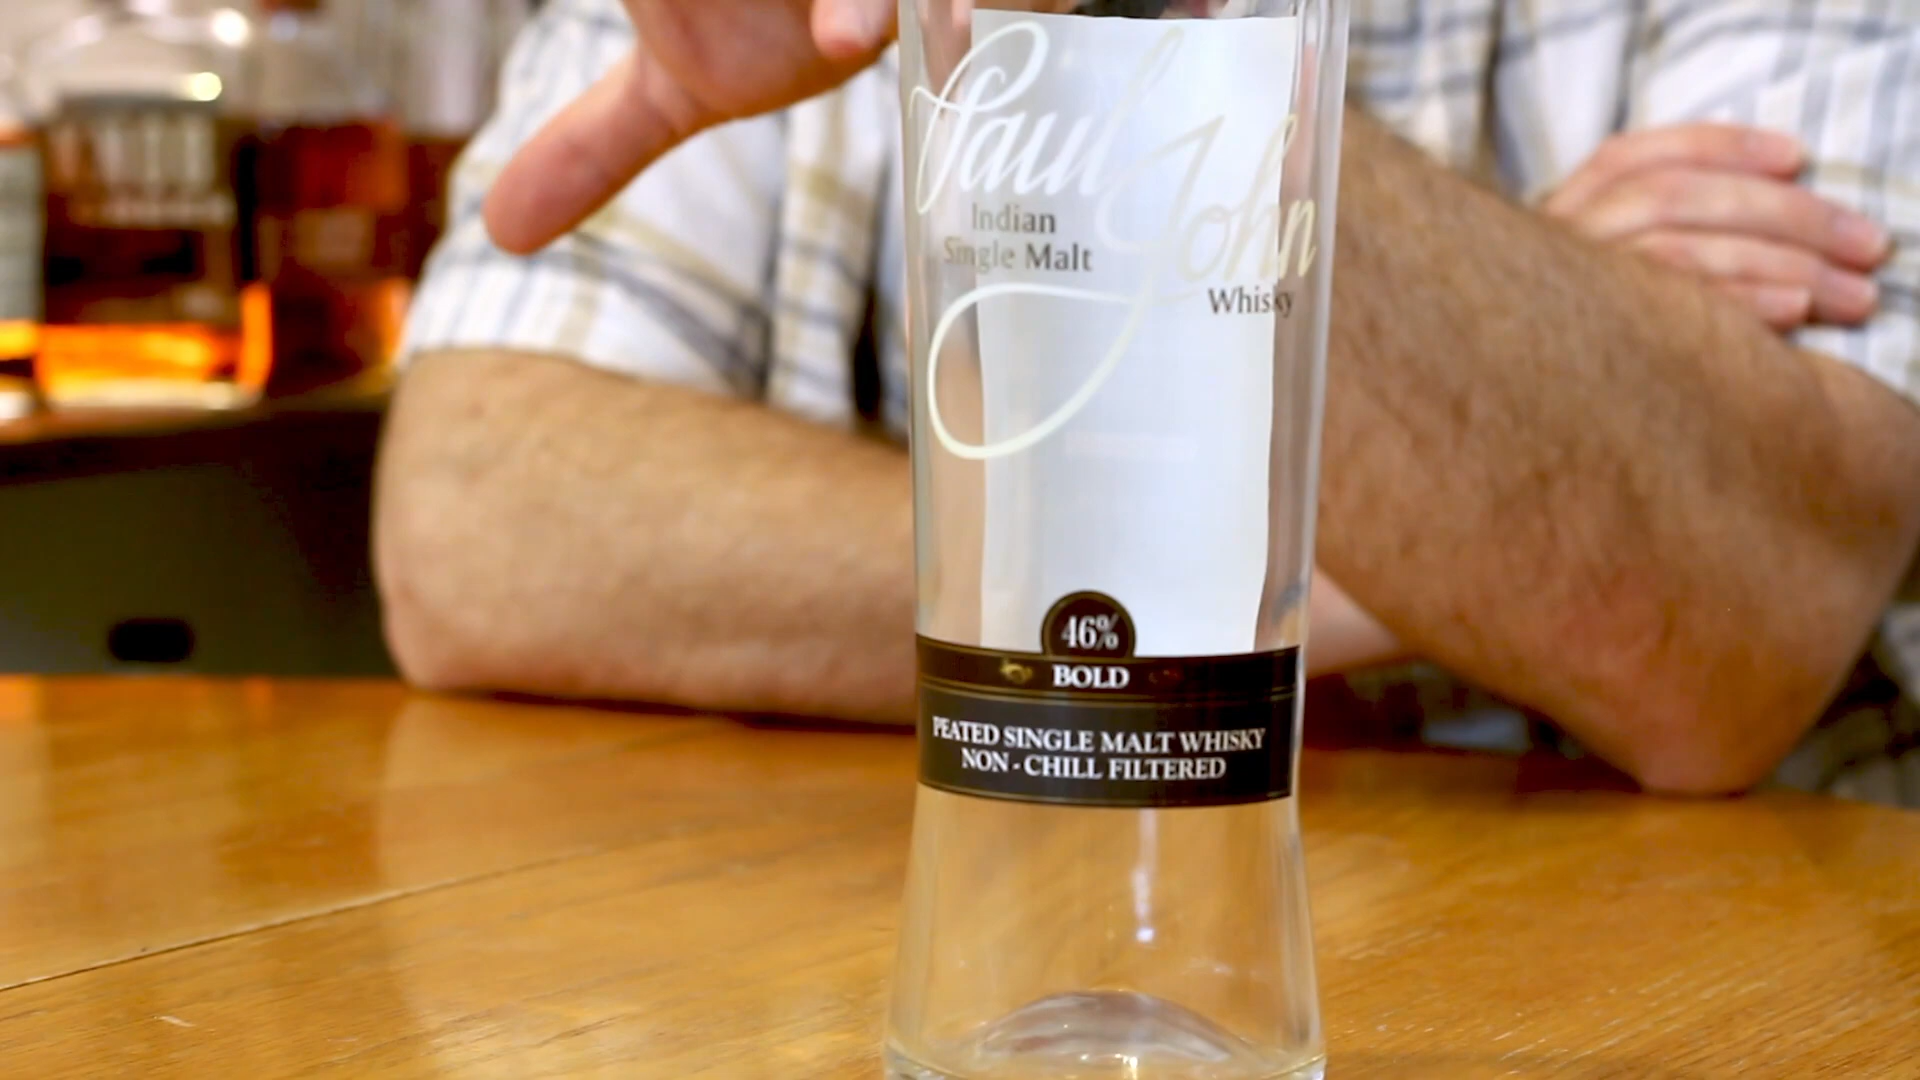 Paul John
Indian
Single Malt
Whisky
46%
BOLD
PEATED SINGLE MALT WHISKY
NON - CHILL FILTERED